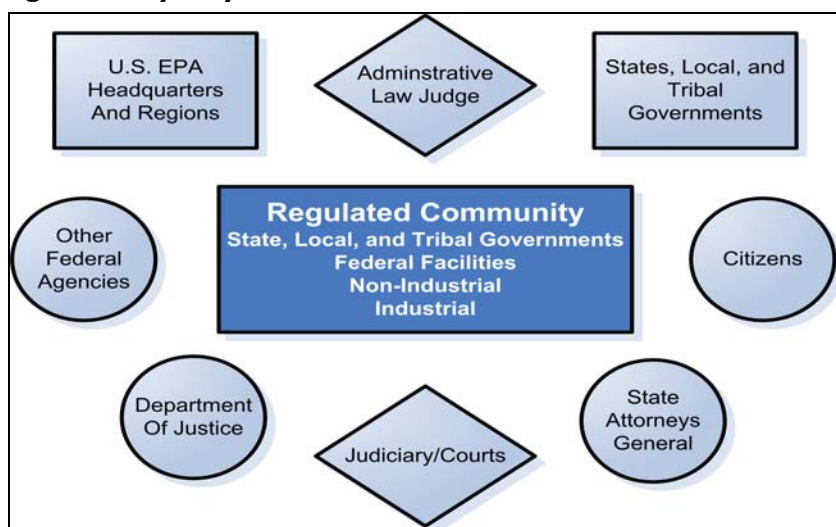 U.S. EPA
Headquarters
And Regions
Adminstrative
Law Judge
States, Local, and
Tribal
Governments
Other
Federal
Agencies
Regulated Community
State, Local, and Tribal Governments
Federal Facilities
Non-Industrial
Industrial
Citizens
Department
Of Justice
Judiciary/Courts
State
Attorneys
General